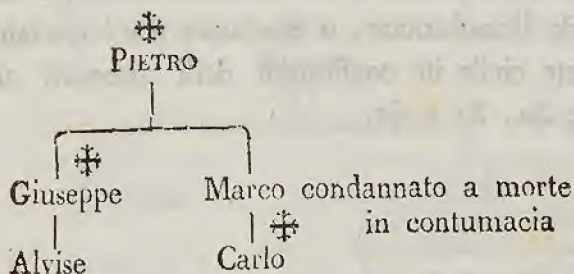 PIETRO
Giuseppe Marco condannato a morte
in contumacia
Alvise Carlo